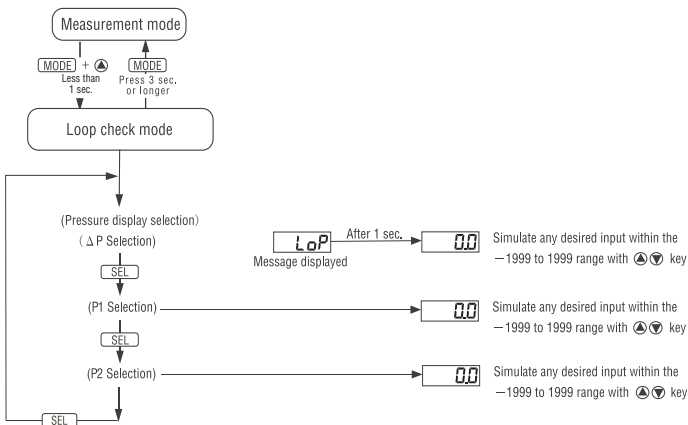 Measurement mode
MODE + ▲
Less than
1 sec.
MODE
Press 3 sec.
or longer
Loop check mode
(Pressure display selection)
(ΔP Selection)
LoP
Message displayed
After 1 sec.
0.0
Simulate any desired input within the
−1999 to 1999 range with ▲▼ key
SEL
(P1 Selection)
0.0
Simulate any desired input within the
−1999 to 1999 range with ▲▼ key
SEL
(P2 Selection)
0.0
Simulate any desired input within the
−1999 to 1999 range with ▲▼ key
SEL